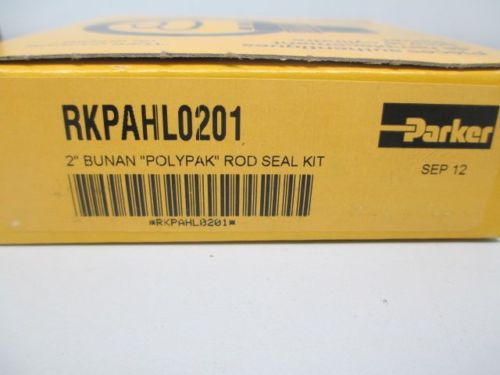 RKPAHL0201
Parker
2" BUNAN "POLYPAK" ROD SEAL KIT
SEP 12
*RKPAHL0201*